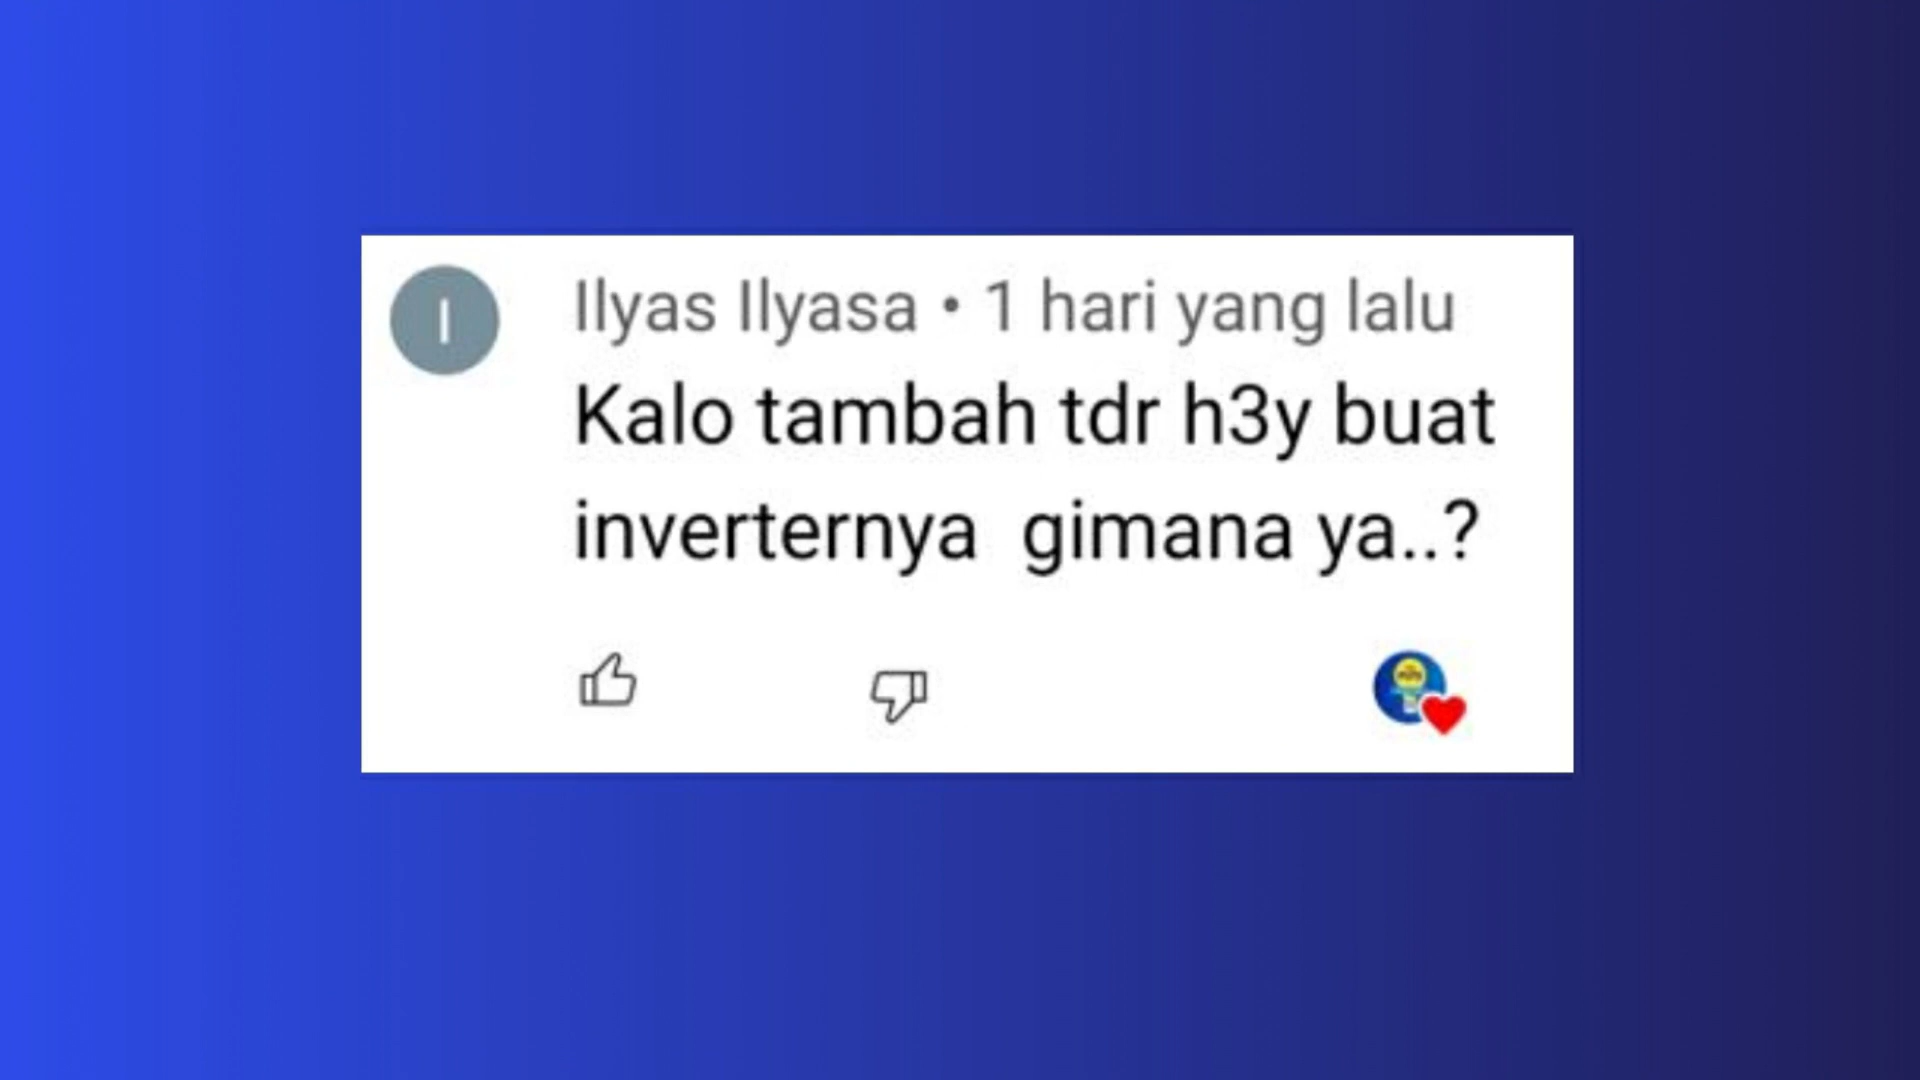 I
Ilyas Ilyasa • 1 hari yang lalu
Kalo tambah tdr h3y buat
inverternya  gimana ya..?